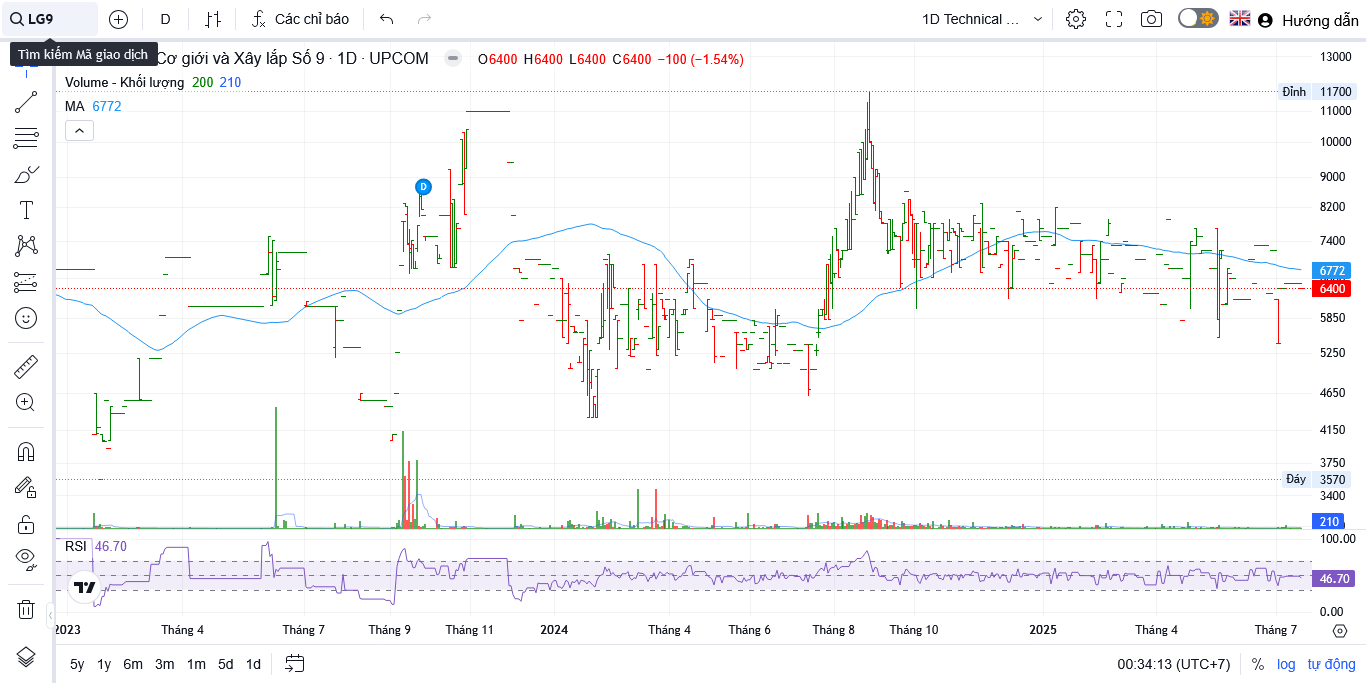 LG9
D
Các chỉ báo
1D Technical ...
Hướng dẫn
Tìm kiếm Mã giao dịch
Cơ giới và Xây lắp Số 9 · 1D · UPCOM
O6400 H6400 L6400 C6400 −100 (−1.54%)
Volume - Khối lượng 200 210
MA 6772
D
13000
Đỉnh 11700
11000
10000
9000
8200
7400
6772
6400
5850
5250
4650
4150
3750
Đáy 3570
3400
210
RSI 46.70
100.00
46.70
0.00
2023
Tháng 4
Tháng 7
Tháng 9
Tháng 11
2024
Tháng 4
Tháng 6
Tháng 8
Tháng 10
2025
Tháng 4
Tháng 7
5y 1y 6m 3m 1m 5d 1d
00:34:13 (UTC+7)
% log tự động